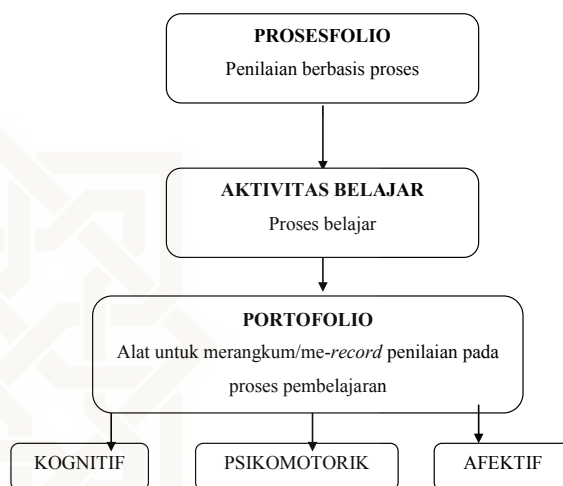 PROSESFOLIO
Penilaian berbasis proses
AKTIVITAS BELAJAR
Proses belajar
PORTOFOLIO
Alat untuk merangkum/me-record penilaian pada
proses pembelajaran
KOGNITIF
PSIKOMOTORIK
AFEKTIF